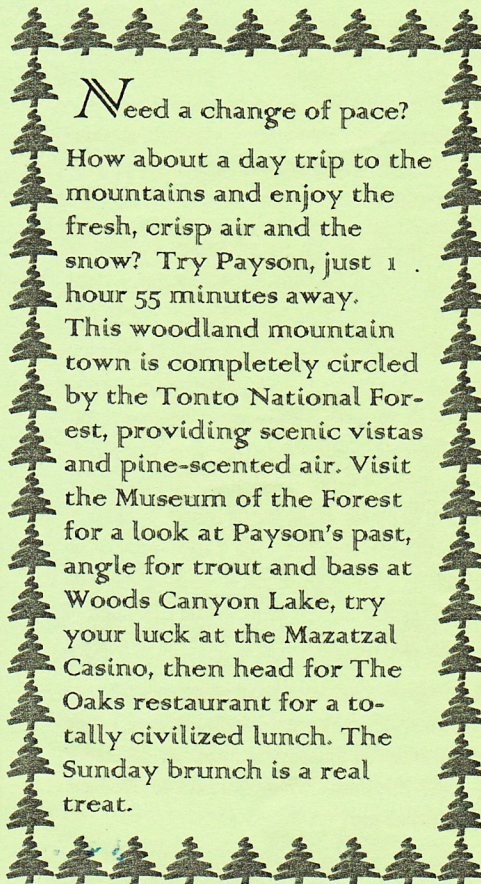 Need a change of pace?
How about a day trip to the
mountains and enjoy the
fresh, crisp air and the
snow? Try Payson, just 1 .
hour 55 minutes away.
This woodland mountain
town is completely circled
by the Tonto National For-
est, providing scenic vistas
and pine-scented air. Visit
the Museum of the Forest
for a look at Payson's past,
angle for trout and bass at
Woods Canyon Lake, try
your luck at the Mazatzal
Casino, then head for The
Oaks restaurant for a to-
tally civilized lunch. The
Sunday brunch is a real
treat.